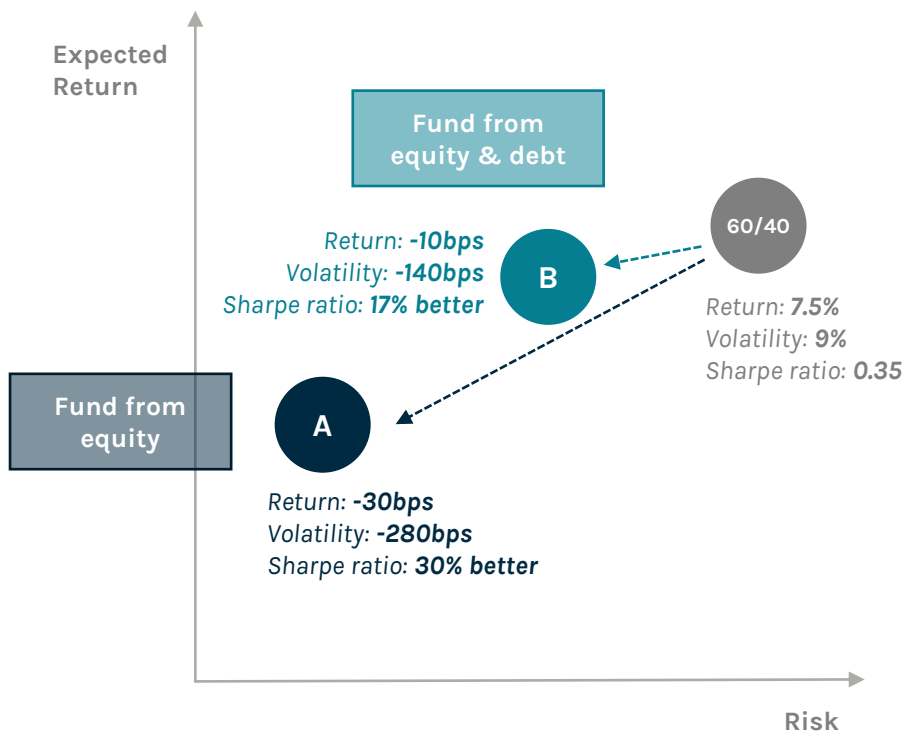 Expected
Return
Fund from
equity & debt
60/40
Return: -10bps
Volatility: -140bps
Sharpe ratio: 17% better
B
Return: 7.5%
Volatility: 9%
Sharpe ratio: 0.35
Fund from
equity
A
Return: -30bps
Volatility: -280bps
Sharpe ratio: 30% better
Risk